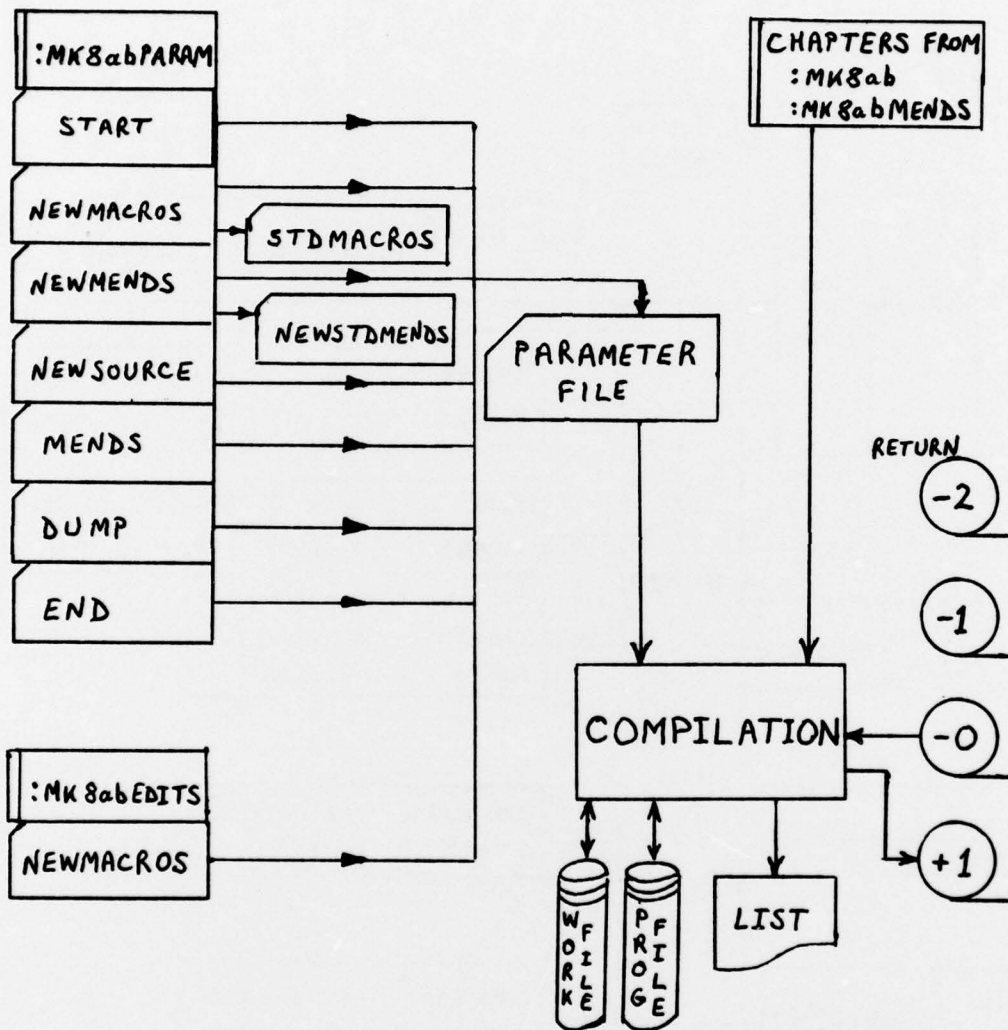 :MK8abPARAM
START
NEWMACROS
STDMACROS
NEWMENDS
NEWSTDMENDS
NEWSOURCE
MENDS
DUMP
END
:MK8abEDITS
NEWMACROS
CHAPTERS FROM
:MK8ab
:MK8abMENDS
PARAMETER
FILE
COMPILATION
RETURN
-2
-1
-0
+1
WORK
FILE
PROG
FILE
LIST